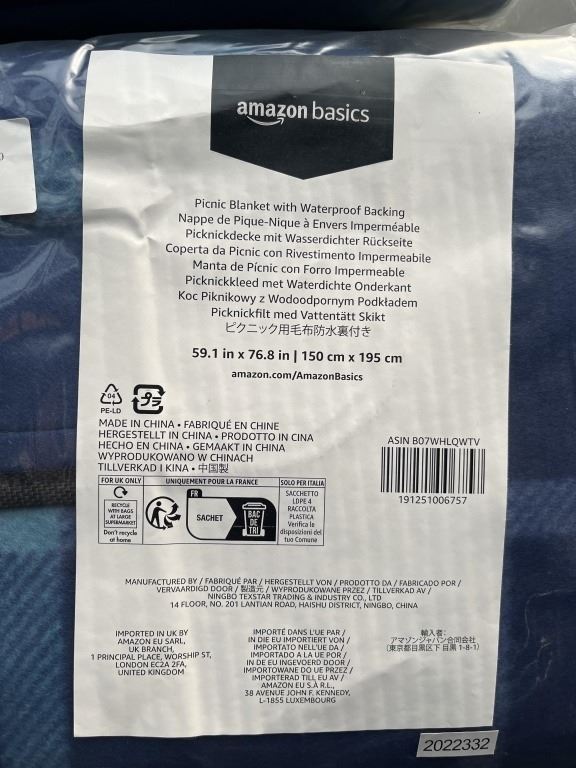 amazon basics
Picnic Blanket with Waterproof Backing
Nappe de Pique-Nique à Envers Imperméable
Picknickdecke mit Wasserdichter Rückseite
Coperta da Picnic con Rivestimento Impermeabile
Manta de Pícnic con Forro Impermeable
Picknickkleed met Waterdichte Onderkant
Koc Piknikowy z Wodoodpornym Podkładem
Picknickfilt med Vattentätt Skikt
ピクニック用毛布防水裏付き
59.1 in x 76.8 in | 150 cm x 195 cm
amazon.com/AmazonBasics
04
PE-LD
プラ
MADE IN CHINA • FABRIQUÉ EN CHINE
HERGESTELLT IN CHINA • PRODOTTO IN CINA
HECHO EN CHINA • GEMAAKT IN CHINA
WYPRODUKOWANO W CHINACH
TILLVERKAD I KINA • 中国製
ASIN B07WHLQWTV
191251006757
FOR UK ONLY
RECYCLE
WITH BAGS
AT LARGE
SUPERMARKET
Don't recycle
at home
UNIQUEMENT POUR LA FRANCE
FR
SACHET
BAC
DE
TRI
SOLO PER ITALIA
SACCHETTO
LDPE 4
RACCOLTA
PLASTICA
Verifica le
disposizioni del
tuo Comune
MANUFACTURED BY / FABRIQUÉ PAR / HERGESTELLT VON / PRODOTTO DA / FABRICADO POR /
VERVAARDIGD DOOR / 製造元 / WYPRODUKOWANE PRZEZ / TILLVERKAD AV /
NINGBO TEXSTAR TRADING & INDUSTRY CO., LTD
14 FLOOR, NO. 201 LANTIAN ROAD, HAISHU DISTRICT, NINGBO, CHINA
IMPORTED IN UK BY
AMAZON EU SARL,
UK BRANCH,
1 PRINCIPAL PLACE, WORSHIP ST,
LONDON EC2A 2FA,
UNITED KINGDOM
IMPORTÉ DANS L'UE PAR /
IN DIE EU IMPORTIERT VON /
IMPORTATO NELL'UE DA /
IMPORTADO A LA UE POR /
IN DE EU INGEVOERD DOOR /
IMPORTOWANE DO UE PRZEZ /
IMPORTERAD TILL EU AV /
AMAZON EU S.À R.L.,
38 AVENUE JOHN F. KENNEDY,
L-1855 LUXEMBOURG
輸入者:
アマゾンジャパン合同会社
(東京都目黒区下目黒 1-8-1)
2022332